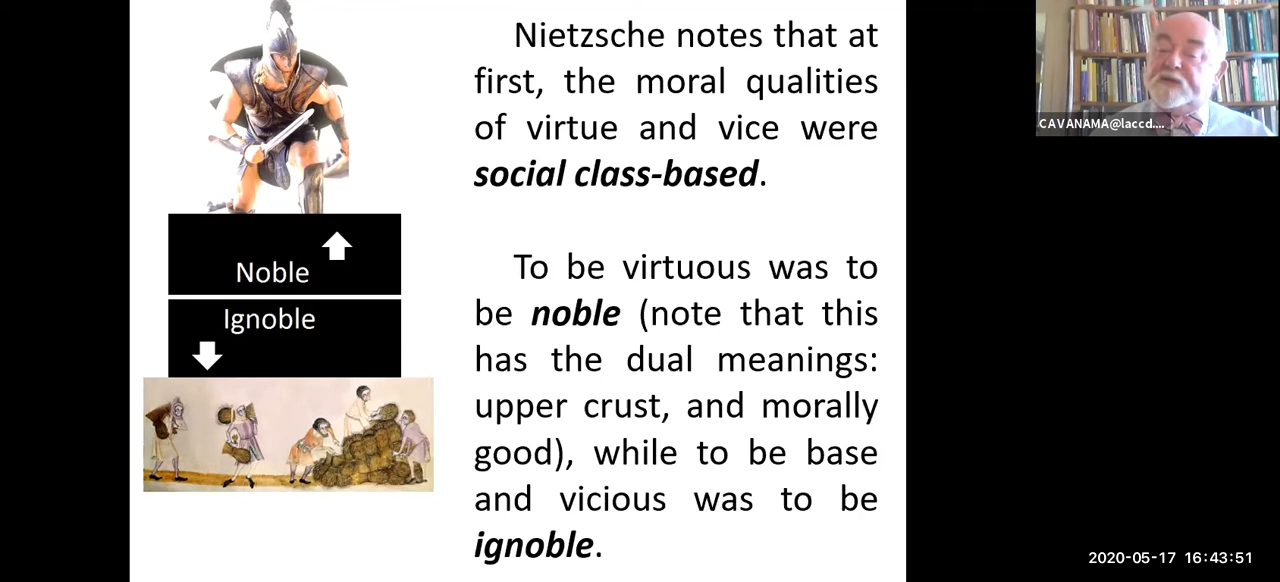 Nietzsche notes that at
first, the moral qualities
of virtue and vice were
social class-based.
To be virtuous was to
be noble (note that this
has the dual meanings:
upper crust, and morally
good), while to be base
and vicious was to be
ignoble.
Noble
Ignoble
CAVANAMA@laccd....
2020-05-17 16:43:51